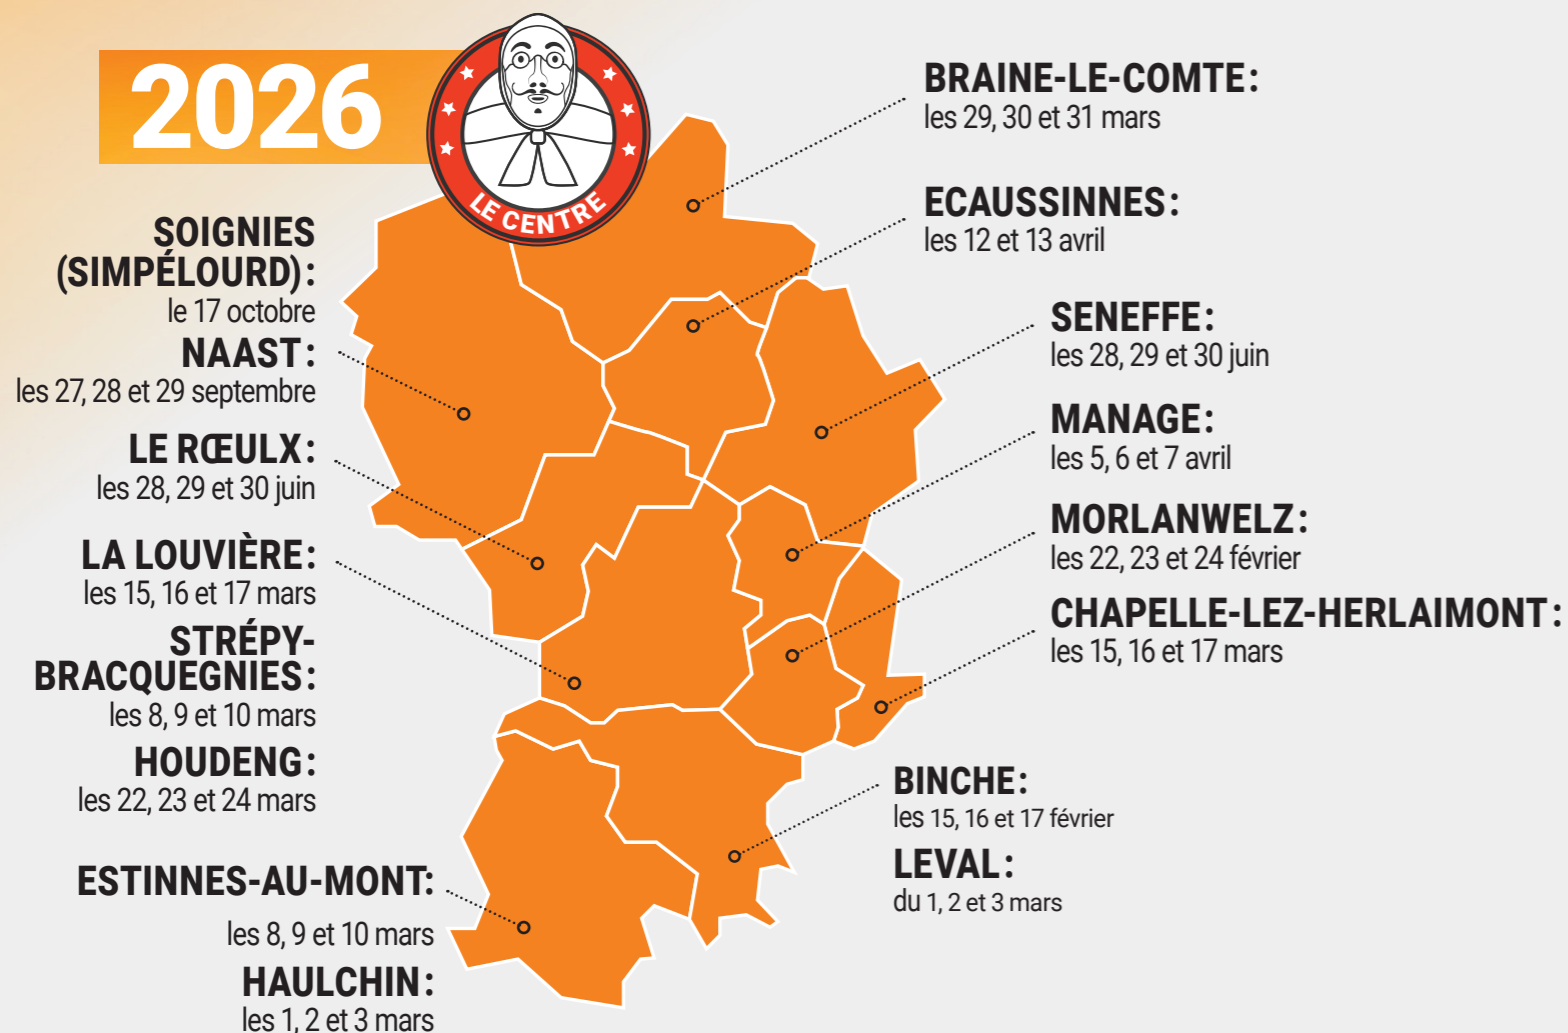 2026
LE CENTRE
SOIGNIES
(SIMPÉLOURD):
le 17 octobre
NAAST:
les 27, 28 et 29 septembre
LE RŒULX:
les 28, 29 et 30 juin
LA LOUVIÈRE:
les 15, 16 et 17 mars
STRÉPY-
BRACQUEGNIES:
les 8, 9 et 10 mars
HOUDENG:
les 22, 23 et 24 mars
ESTINNES-AU-MONT:
les 8, 9 et 10 mars
HAULCHIN:
les 1, 2 et 3 mars
BRAINE-LE-COMTE:
les 29, 30 et 31 mars
ECAUSSINNES:
les 12 et 13 avril
SENEFFE:
les 28, 29 et 30 juin
MANAGE:
les 5, 6 et 7 avril
MORLANWELZ:
les 22, 23 et 24 février
CHAPELLE-LEZ-HERLAIMONT:
les 15, 16 et 17 mars
BINCHE:
les 15, 16 et 17 février
LEVAL:
du 1, 2 et 3 mars